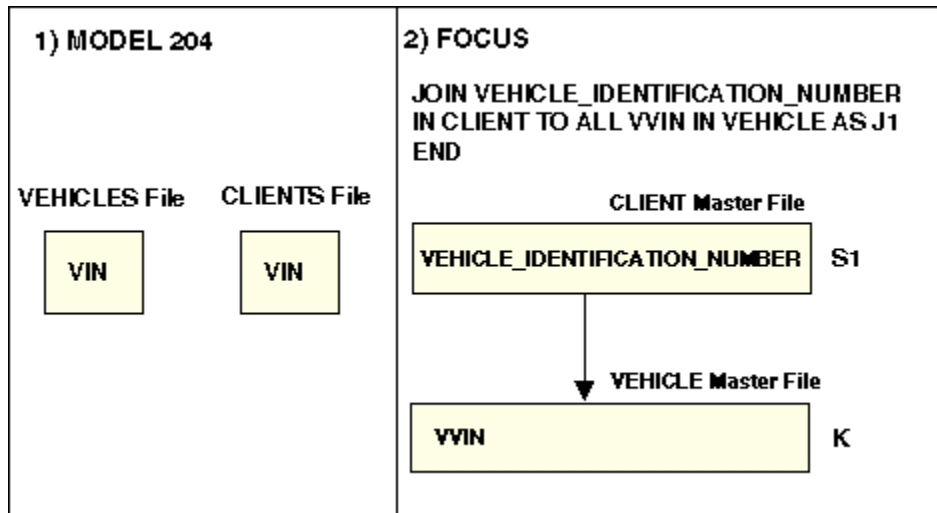 1) MODEL 204
VEHICLES File
CLIENTS File
VIN
VIN
2) FOCUS
JOIN VEHICLE_IDENTIFICATION_NUMBER
IN CLIENT TO ALL VVIN IN VEHICLE AS J1
END
CLIENT Master File
VEHICLE_IDENTIFICATION_NUMBER
S1
VEHICLE Master File
VVIN
K